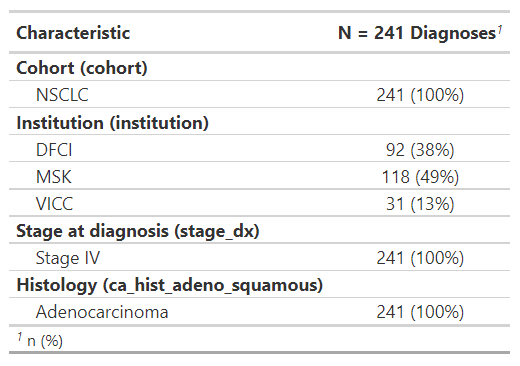 Characteristic N = 241 Diagnoses¹
Cohort (cohort)
NSCLC 241 (100%)
Institution (institution)
DFCI 92 (38%)
MSK 118 (49%)
VICC 31 (13%)
Stage at diagnosis (stage_dx)
Stage IV 241 (100%)
Histology (ca_hist_adeno_squamous)
Adenocarcinoma 241 (100%)
¹ n (%)